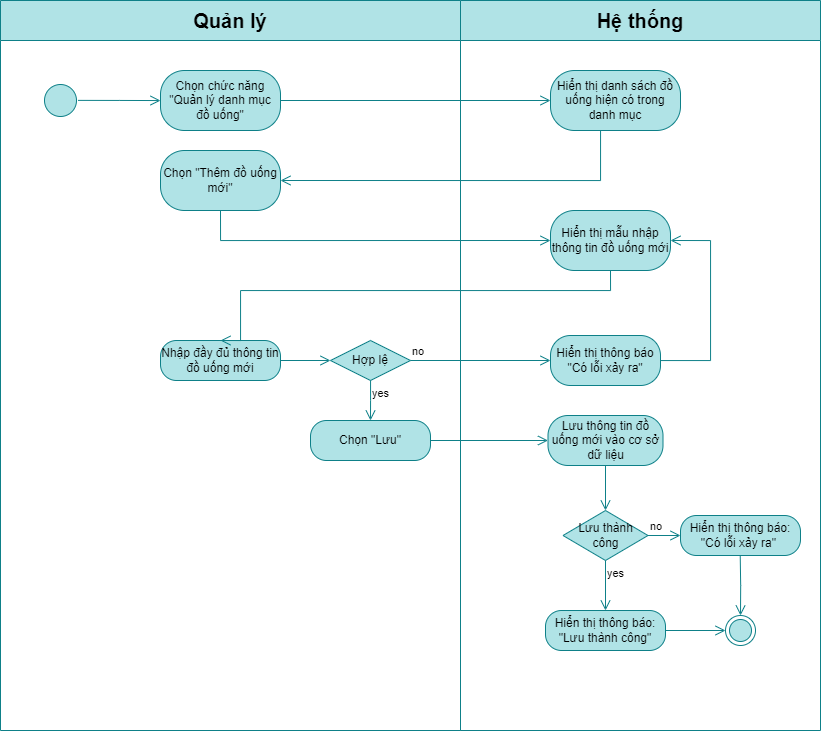 Quản lý
Hệ thống
Chọn chức năng
"Quản lý danh mục
đồ uống"
Hiển thị danh sách đồ
uống hiện có trong
danh mục
Chọn "Thêm đồ uống
mới"
Hiển thị mẫu nhập
thông tin đồ uống mới
Nhập đầy đủ thông tin
đồ uống mới
Hợp lệ
no
Hiển thị thông báo
"Có lỗi xảy ra"
yes
Chọn "Lưu"
Lưu thông tin đồ
uống mới vào cơ sở
dữ liệu
Lưu thành
công
no
Hiển thị thông báo:
"Có lỗi xảy ra"
yes
Hiển thị thông báo:
"Lưu thành công"